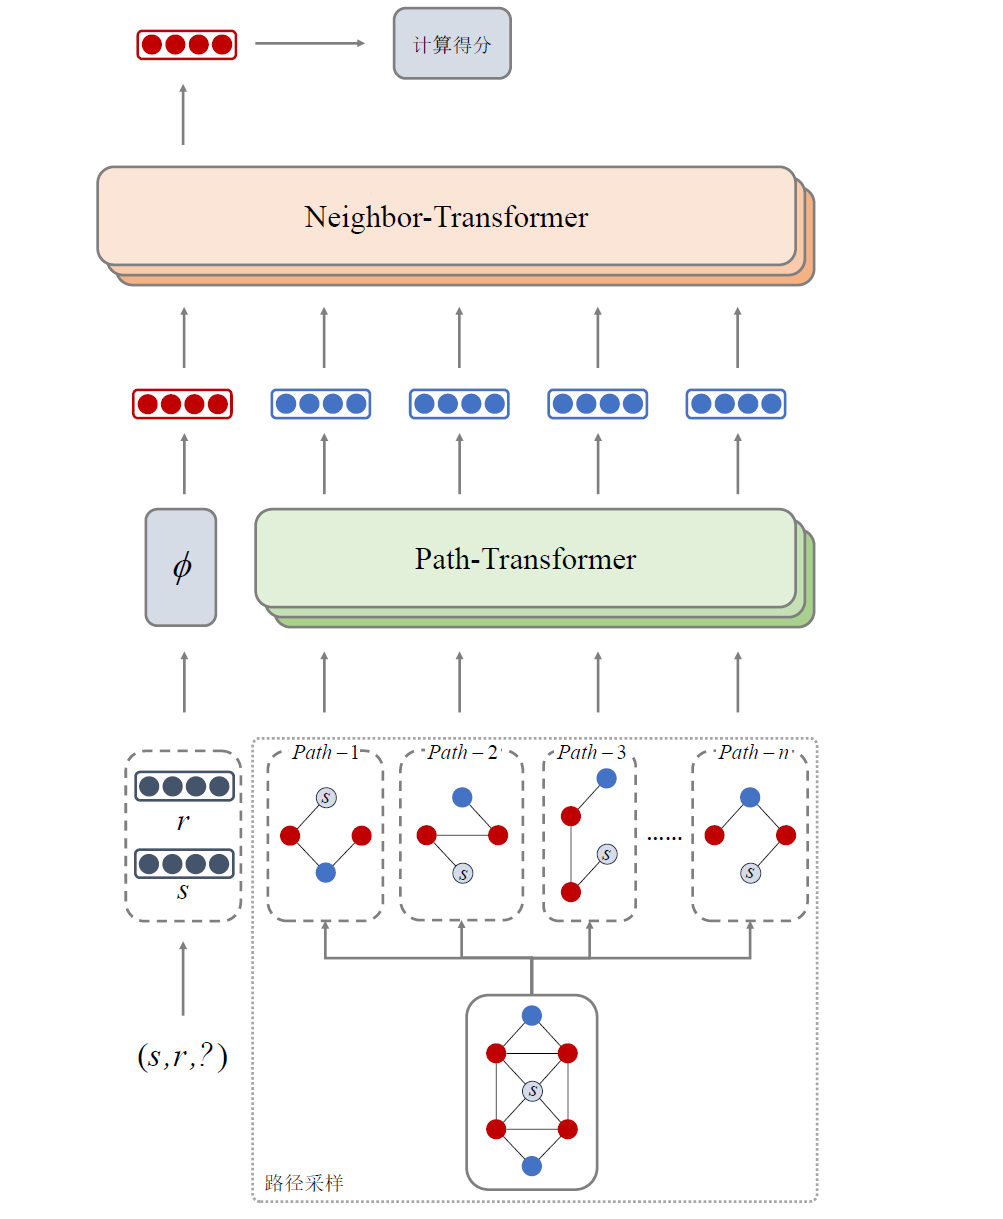 计算得分
Neighbor-Transformer
ϕ
Path-Transformer
Path−1
Path−2
Path−3
Path−n
r
s
s
s
s
......
s
(s,r,?)
s
路径采样